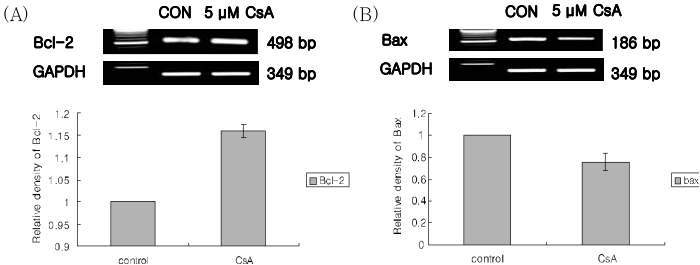 (A)
CON 5 μM CsA
Bcl-2 498 bp
GAPDH 349 bp
Relative density of Bcl-2
1.2
1.15
1.1
1.05
1
0.95
0.9
control CsA
Bcl-2
(B)
CON 5 μM CsA
Bax 186 bp
GAPDH 349 bp
Relative density of Bax
1.2
1
0.8
0.6
0.4
0.2
0
control CsA
bax